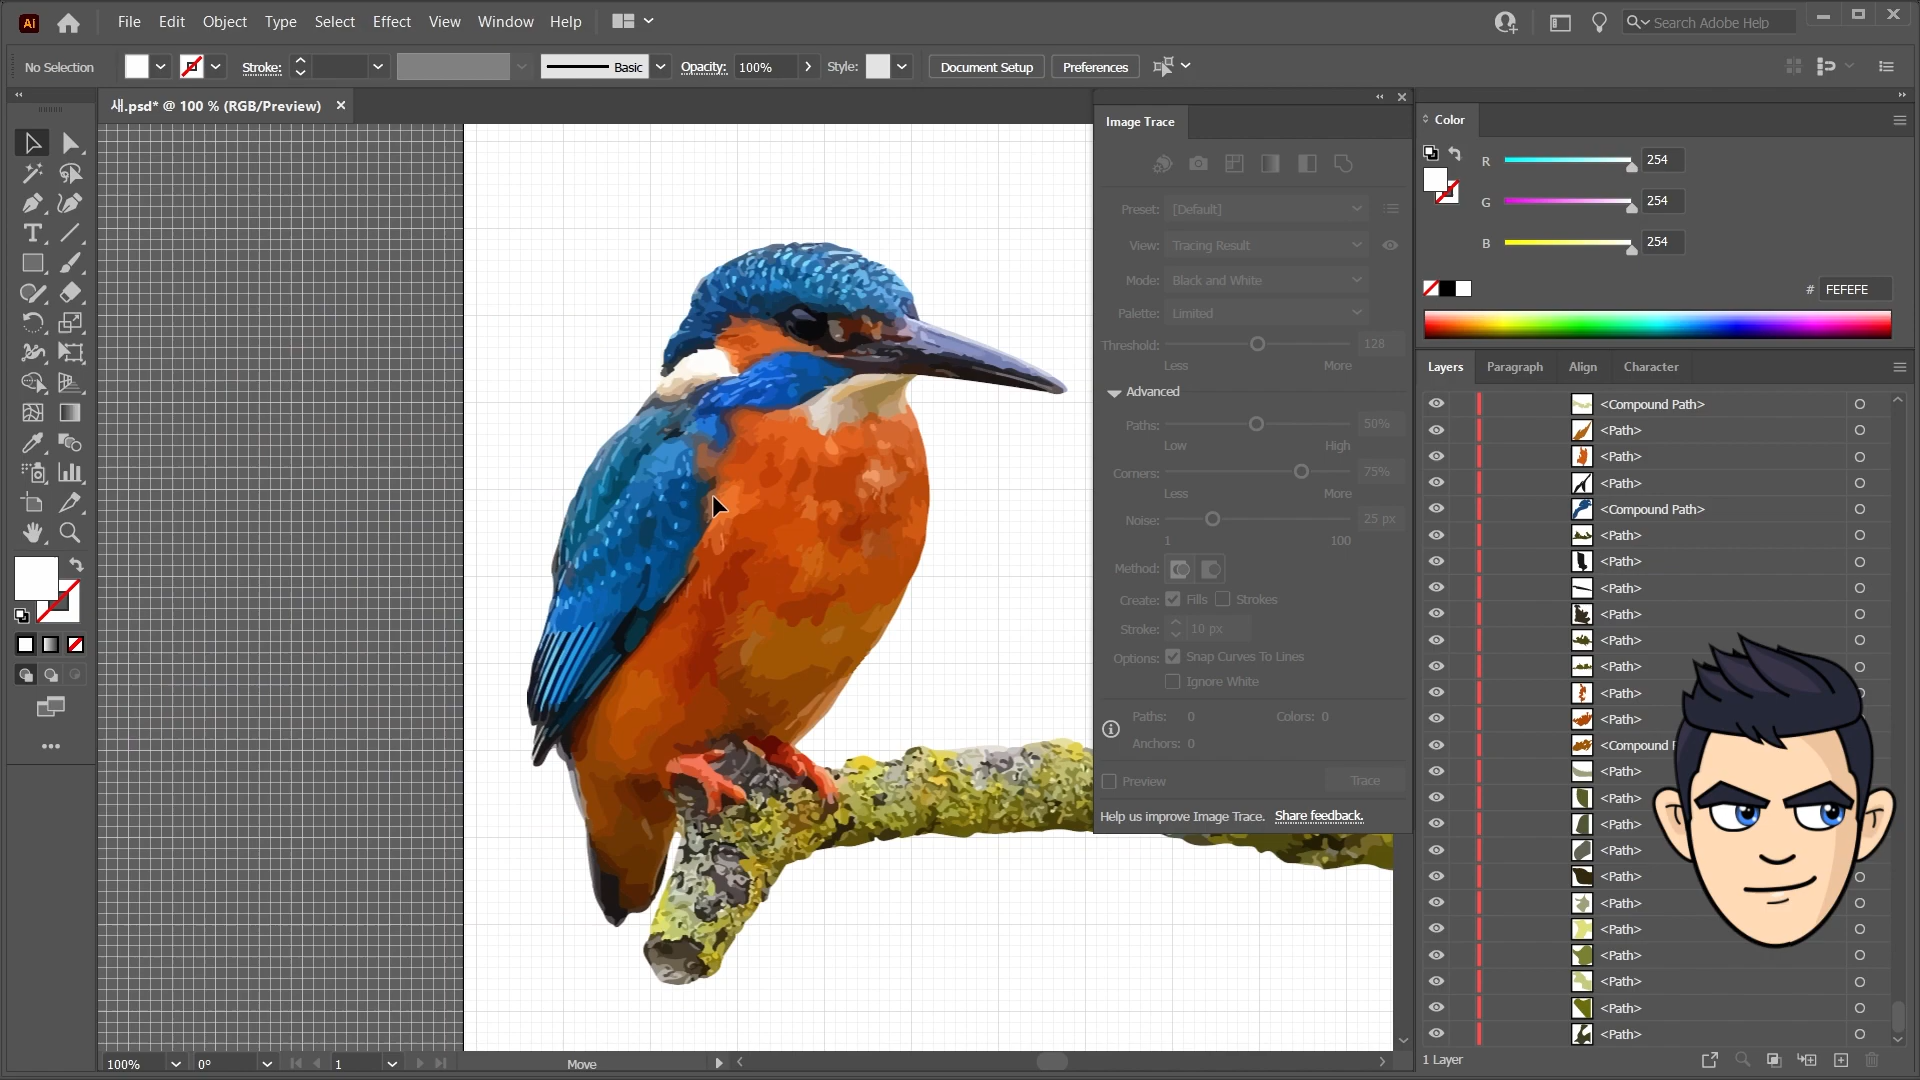 Ai
File Edit Object Type Select Effect View Window Help
Search Adobe Help
No Selection
Stroke:
Basic
Opacity: 100%
Style:
Document Setup
Preferences
새.psd* @ 100 % (RGB/Preview)
Image Trace
Preset: [Default]
View: Tracing Result
Mode: Black and White
Palette: Limited
Threshold: 128
Less More
Advanced
Paths: 50%
Low High
Corners: 75%
Less More
Noise: 25 px
1 100
Method:
Create: Fills Strokes
Stroke: 10 px
Options: Snap Curves To Lines
Ignore White
Paths: 0 Colors: 0
Anchors: 0
Preview Trace
Help us improve Image Trace. Share feedback.
Color
R 254
G 254
B 254
# FEFEFE
Layers Paragraph Align Character
<Compound Path>
<Path>
<Path>
<Path>
<Compound Path>
<Path>
<Path>
<Path>
<Path>
<Path>
<Path>
<Path>
<Path>
<Compound
<Path>
<Path>
<Path>
<Path>
<Path>
<Path>
<Path>
<Path>
<Path>
<Path>
<Path>
1 Layer
100% 0° 1 Move